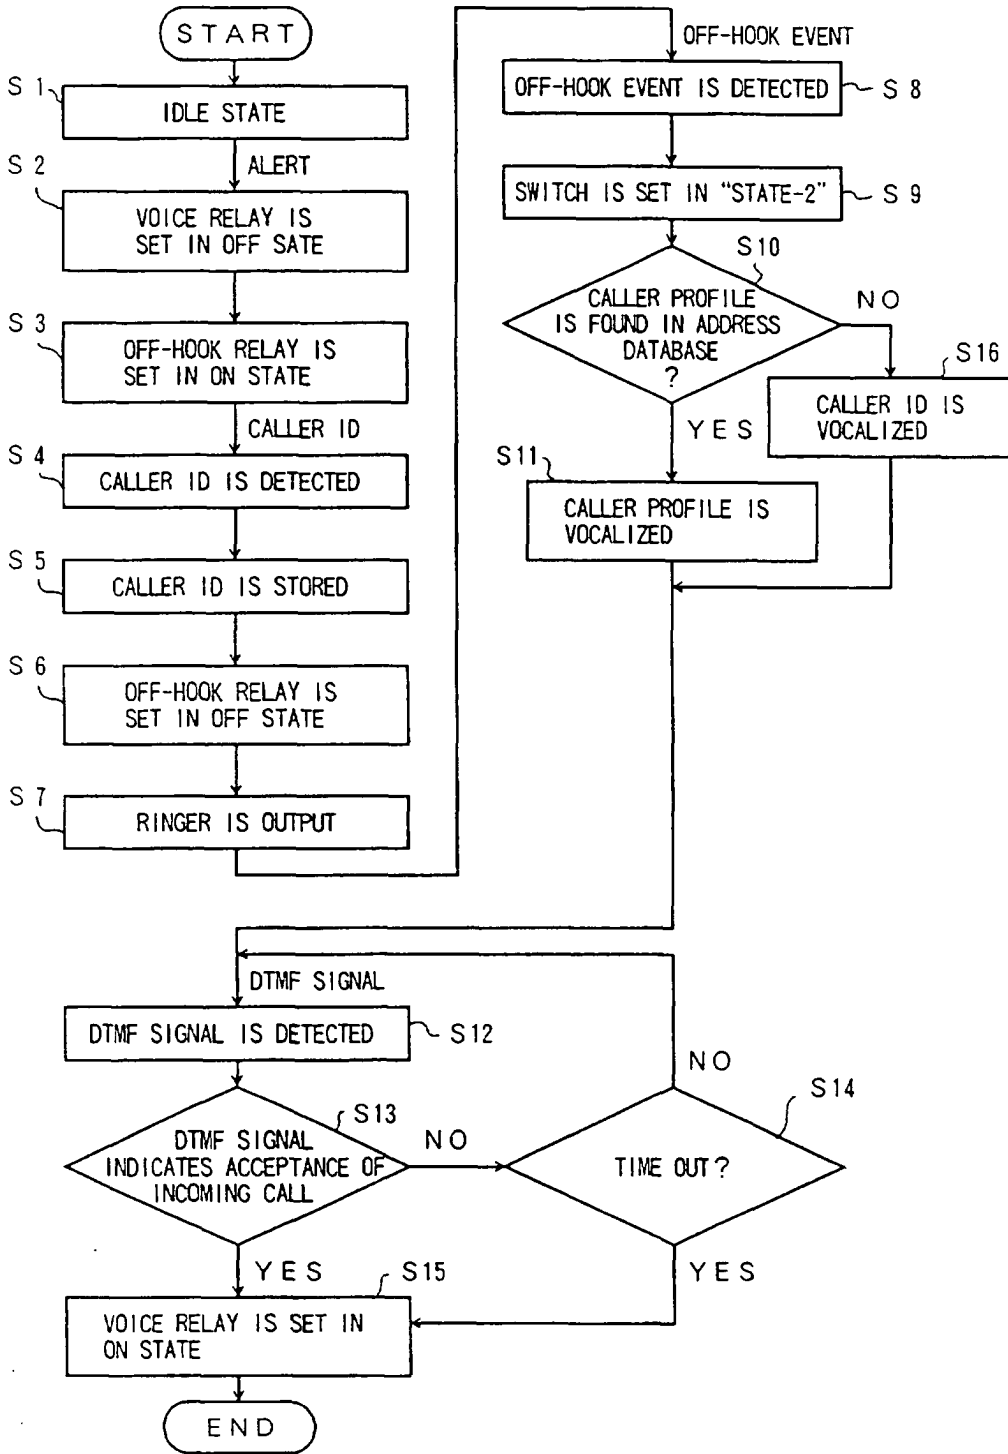 START
S 1
IDLE STATE
ALERT
S 2
VOICE RELAY IS
SET IN OFF SATE
S 3
OFF-HOOK RELAY IS
SET IN ON STATE
CALLER ID
S 4
CALLER ID IS DETECTED
S 5
CALLER ID IS STORED
S 6
OFF-HOOK RELAY IS
SET IN OFF STATE
S 7
RINGER IS OUTPUT
OFF-HOOK EVENT
OFF-HOOK EVENT IS DETECTED
S 8
SWITCH IS SET IN "STATE-2"
S 9
S10
CALLER PROFILE
IS FOUND IN ADDRESS
DATABASE
?
NO
YES
S16
CALLER ID IS
VOCALIZED
S11
CALLER PROFILE IS
VOCALIZED
DTMF SIGNAL
DTMF SIGNAL IS DETECTED
S12
S13
DTMF SIGNAL
INDICATES ACCEPTANCE OF
INCOMING CALL
NO
YES
S14
TIME OUT?
NO
YES
S15
VOICE RELAY IS SET IN
ON STATE
END